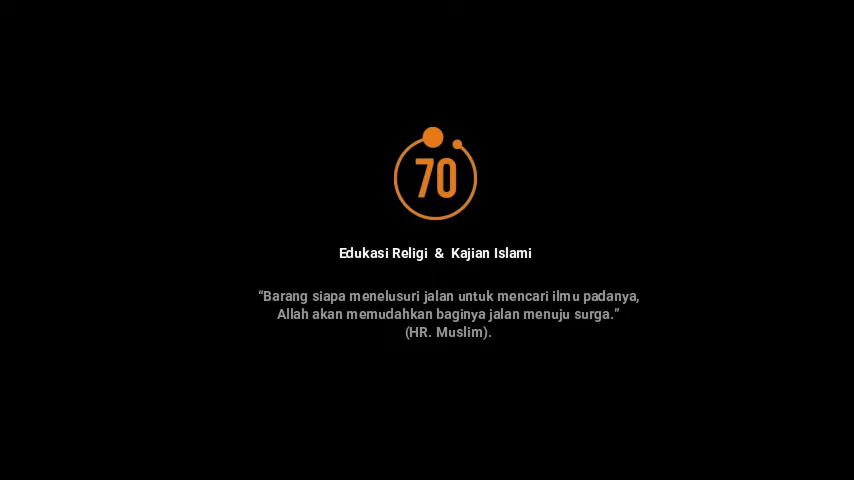 70
Edukasi Religi & Kajian Islami
“Barang siapa menelusuri jalan untuk mencari ilmu padanya,
Allah akan memudahkan baginya jalan menuju surga.”
(HR. Muslim).